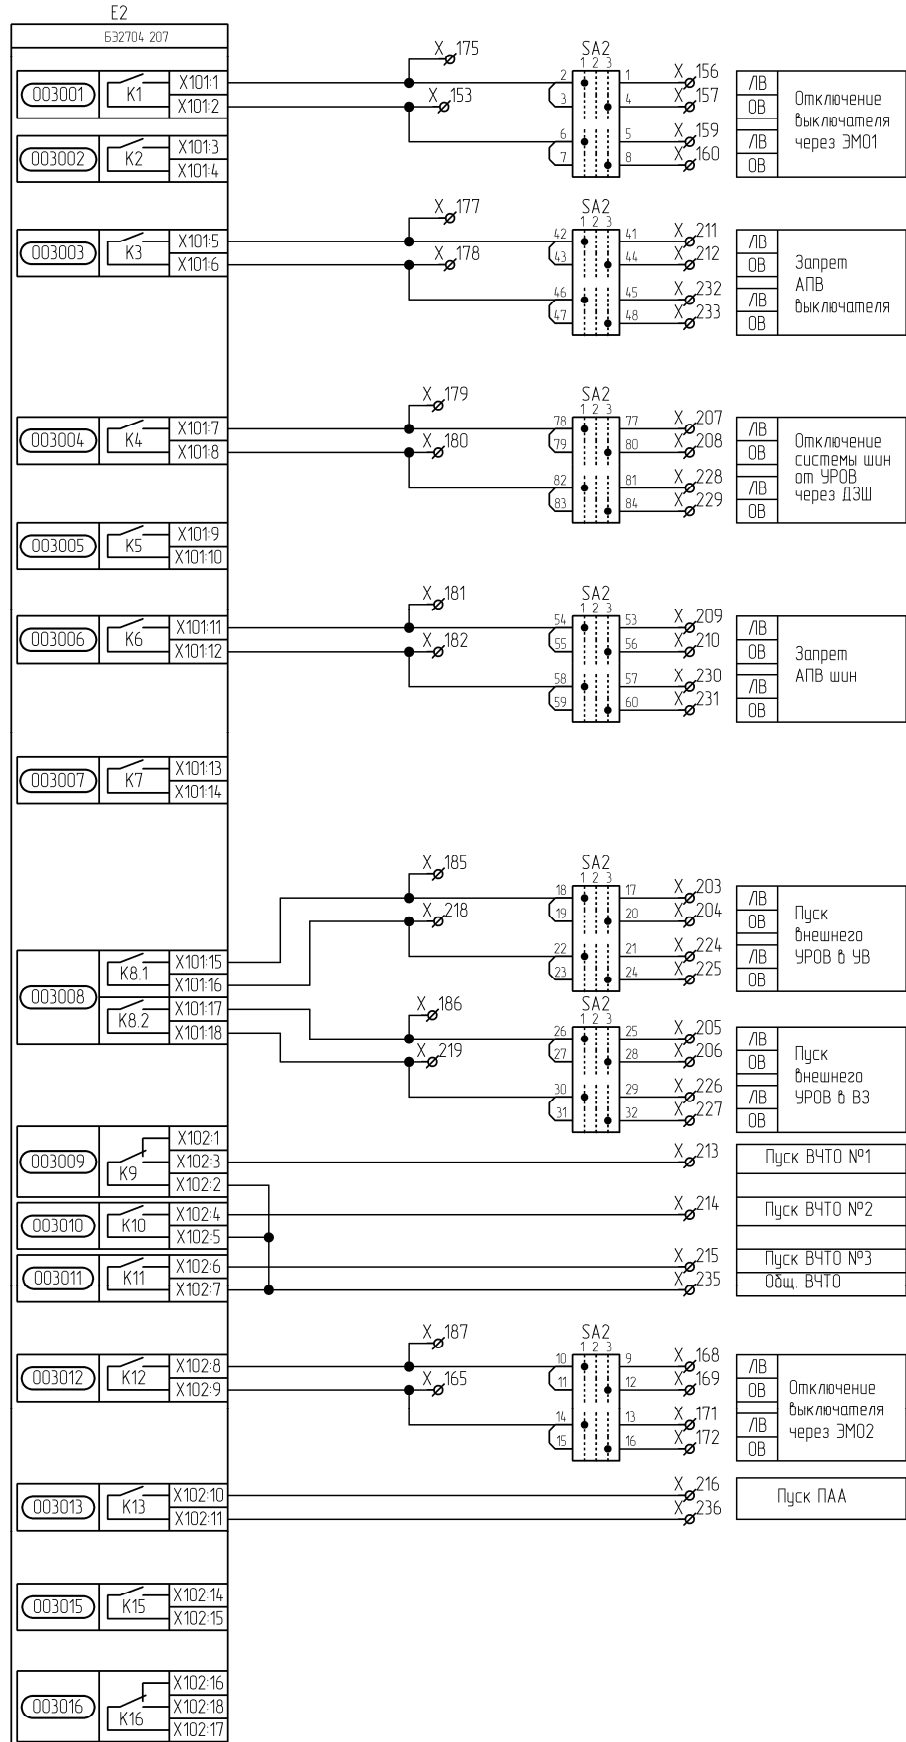 E2
БЭ2704 207
003001 K1 X101:1
X101:2
X 175
X 153
SA2
1 2 3
2 1 X 156
3 4 X 157
6 5 X 159
7 8 X 160
ЛВ
ОВ
ЛВ
ОВ
Отключение
выключателя
через ЭМО1
003002 K2 X101:3
X101:4
003003 K3 X101:5
X101:6
X 177
X 178
SA2
1 2 3
42 41 X 211
43 44 X 212
46 45 X 232
47 48 X 233
ЛВ
ОВ
ЛВ
ОВ
Запрет
АПВ
выключателя
003004 K4 X101:7
X101:8
X 179
X 180
SA2
1 2 3
78 77 X 207
79 80 X 208
82 81 X 228
83 84 X 229
ЛВ
ОВ
ЛВ
ОВ
Отключение
системы шин
от УРОВ
через ДЗШ
003005 K5 X101:9
X101:10
003006 K6 X101:11
X101:12
X 181
X 182
SA2
1 2 3
54 53 X 209
55 56 X 210
58 57 X 230
59 60 X 231
ЛВ
ОВ
ЛВ
ОВ
Запрет
АПВ шин
003007 K7 X101:13
X101:14
X 185
X 218
SA2
1 2 3
18 17 X 203
19 20 X 204
22 21 X 224
23 24 X 225
ЛВ
ОВ
ЛВ
ОВ
Пуск
внешнего
УРОВ в УВ
003008 K8.1 X101:15
X101:16
K8.2 X101:17
X101:18
X 186
X 219
SA2
1 2 3
26 25 X 205
27 28 X 206
30 29 X 226
31 32 X 227
ЛВ
ОВ
ЛВ
ОВ
Пуск
внешнего
УРОВ в ВЗ
003009 K9 X102:1
X102:3 X 213 Пуск ВЧТО №1
X102:2
003010 K10 X102:4 X 214 Пуск ВЧТО №2
X102:5
003011 K11 X102:6 X 215 Пуск ВЧТО №3
X102:7 X 235 Общ. ВЧТО
003012 K12 X102:8
X102:9
X 187
X 165
SA2
1 2 3
10 9 X 168
11 12 X 169
14 13 X 171
15 16 X 172
ЛВ
ОВ
ЛВ
ОВ
Отключение
выключателя
через ЭМО2
003013 K13 X102:10 X 216 Пуск ПАА
X102:11 X 236
003015 K15 X102:14
X102:15
003016 K16 X102:16
X102:18
X102:17